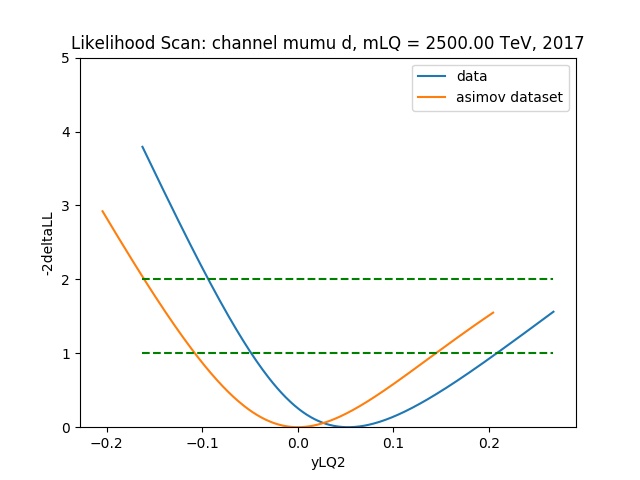 Likelihood Scan: channel mumu d, mLQ = 2500.00 TeV, 2017
data
asimov dataset
-2deltaLL
5
4
3
2
1
0
−0.2 −0.1 0.0 0.1 0.2
yLQ2